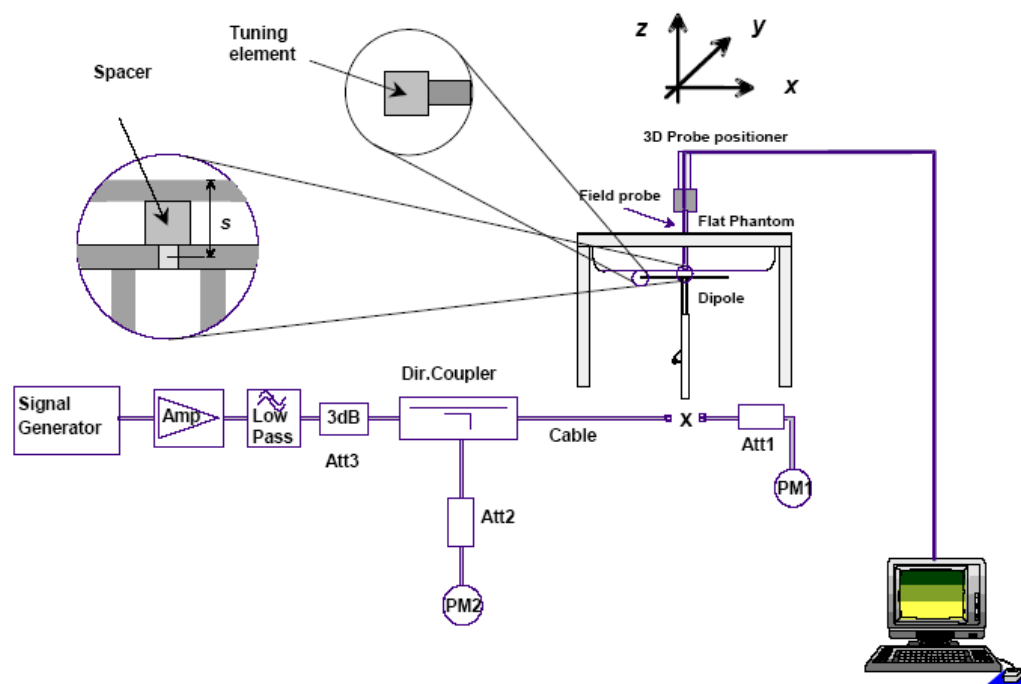 Tuning
element
Spacer
z
y
x
3D Probe positioner
Field probe
Flat Phantom
s
Dipole
Dir.Coupler
Signal
Generator
Amp
Low
Pass
3dB
Att3
Cable
X
Att1
PM1
Att2
PM2